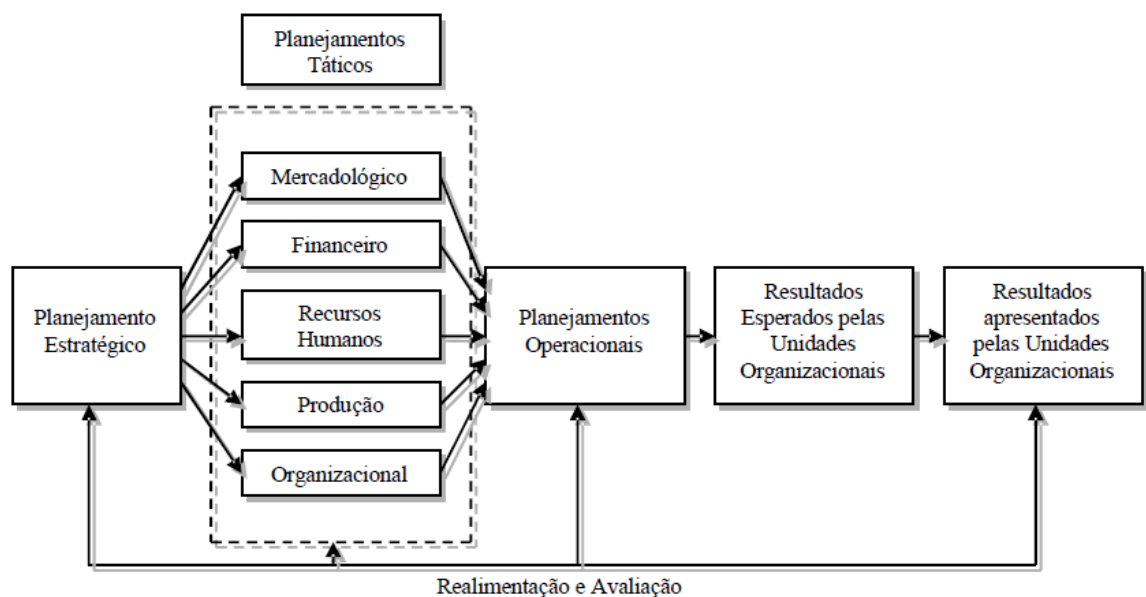 Planejamentos
Táticos
Mercadológico
Financeiro
Recursos
Humanos
Produção
Organizacional
Planejamento
Estratégico
Planejamentos
Operacionais
Resultados
Esperados pelas
Unidades
Organizacionais
Resultados
apresentados
pelas Unidades
Organizacionais
Realimentação e Avaliação